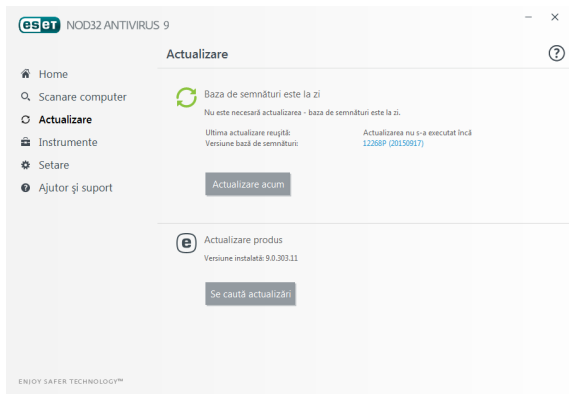 eset NOD32 ANTIVIRUS 9
Actualizare
Home
Scanare computer
Actualizare
Instrumente
Setare
Ajutor şi suport
Baza de semnături este la zi
Nu este necesară actualizarea - baza de semnături este la zi.
Ultima actualizare reuşită: Actualizarea nu s-a executat încă
Versiune bază de semnături: 12268P (20150917)
Actualizare acum
Actualizare produs
Versiune instalată: 9.0.303.11
Se caută actualizări
ENJOY SAFER TECHNOLOGY™